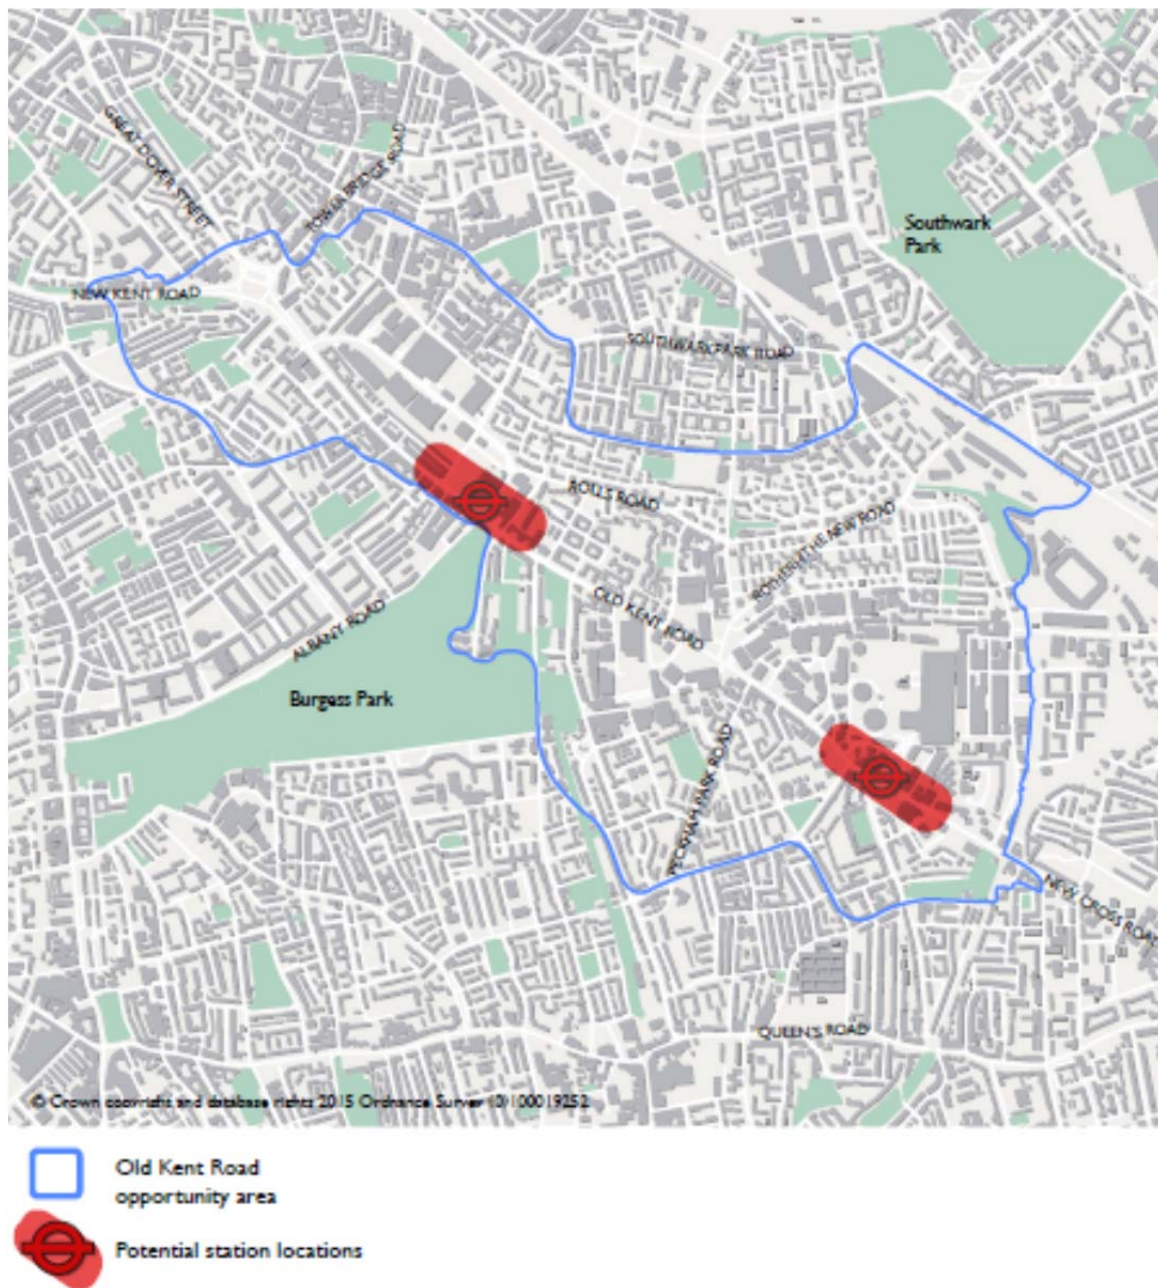 GREAT DOVER STREET
TOWER BRIDGE ROAD
Southwark
Park
NEW KENT ROAD
SOUTHWARK PARK ROAD
ROLLS ROAD
ROTHERHITHE NEW ROAD
OLD KENT ROAD
ALBANY ROAD
Burgess Park
PECKHAM PARK ROAD
NEW CROSS ROAD
QUEEN'S ROAD
© Crown copyright and database rights 2015 Ordnance Survey (0)100019252
Old Kent Road
opportunity area
Potential station locations